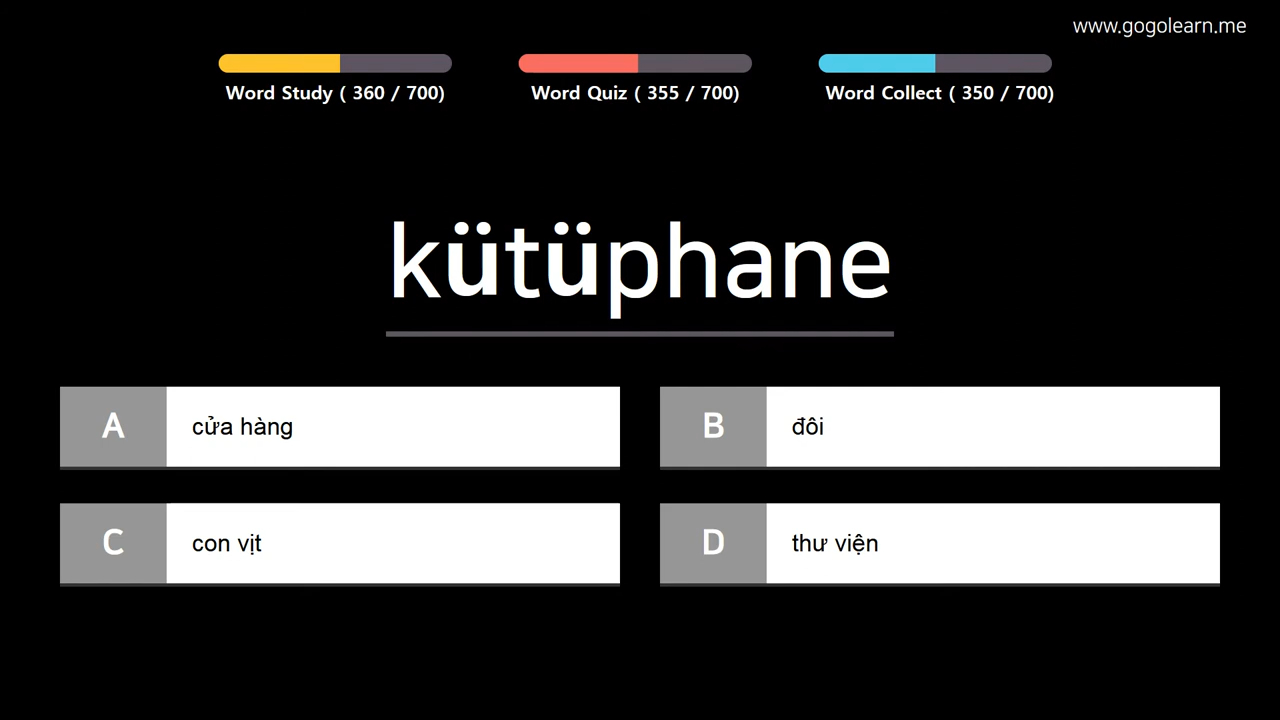 www.gogolearn.me
Word Study ( 360 / 700)
Word Quiz ( 355 / 700)
Word Collect ( 350 / 700)
kütüphane
A cửa hàng
B đôi
C con vịt
D thư viện